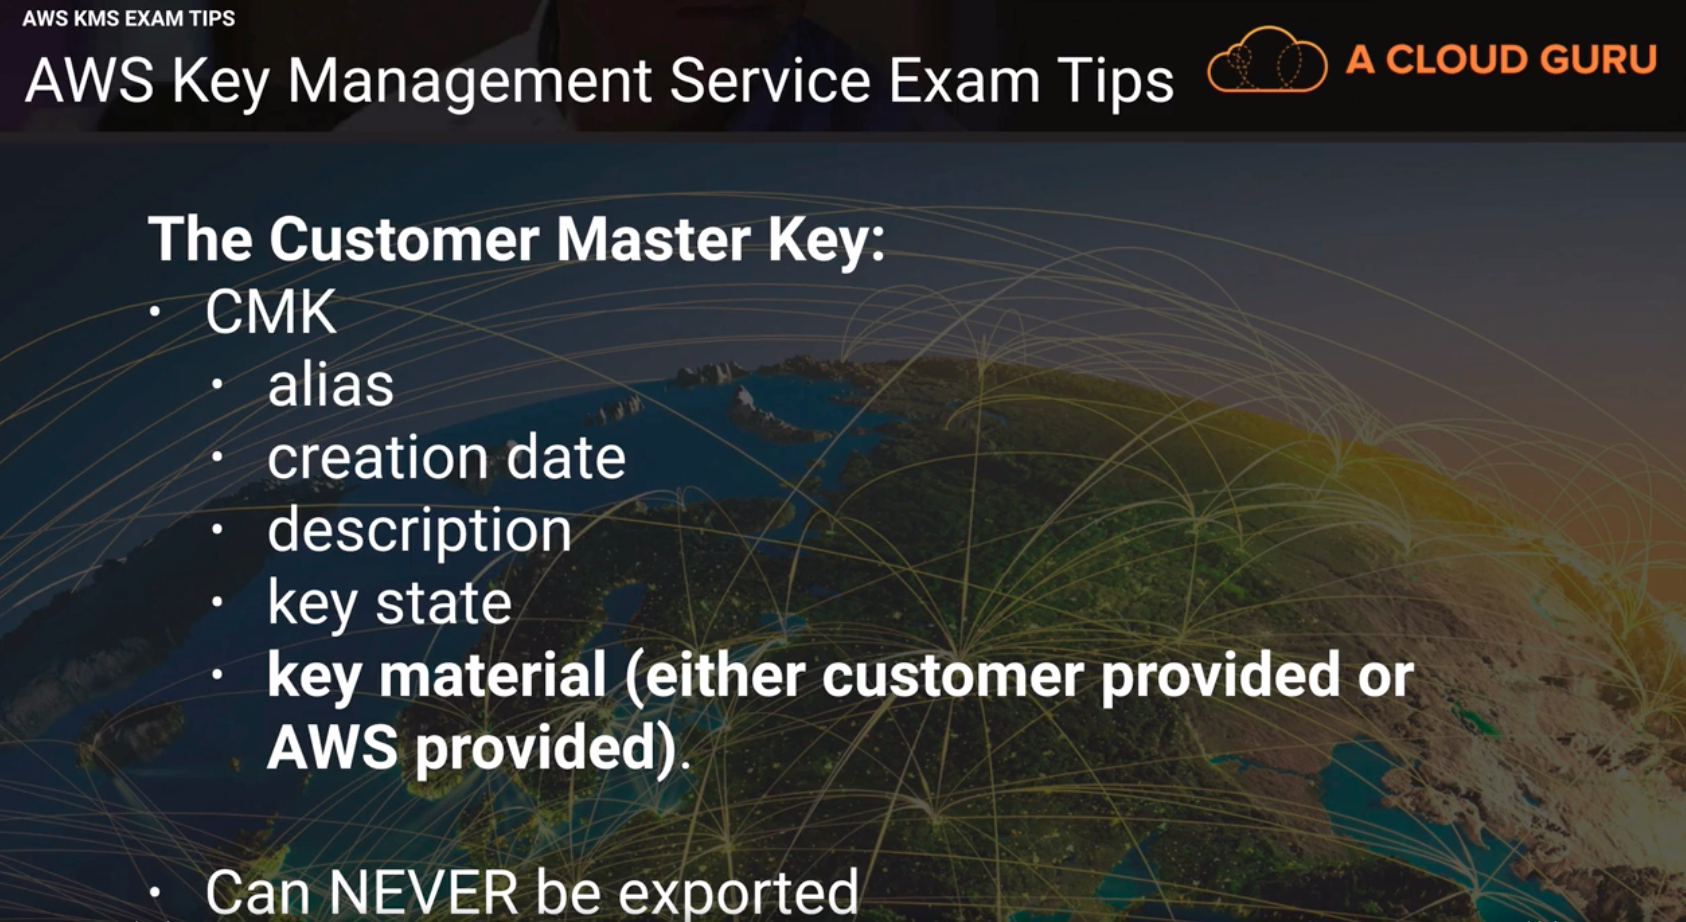 AWS KMS EXAM TIPS
AWS Key Management Service Exam Tips
A CLOUD GURU
The Customer Master Key:
• CMK
• alias
• creation date
• description
• key state
• key material (either customer provided or
AWS provided).
• Can NEVER be exported